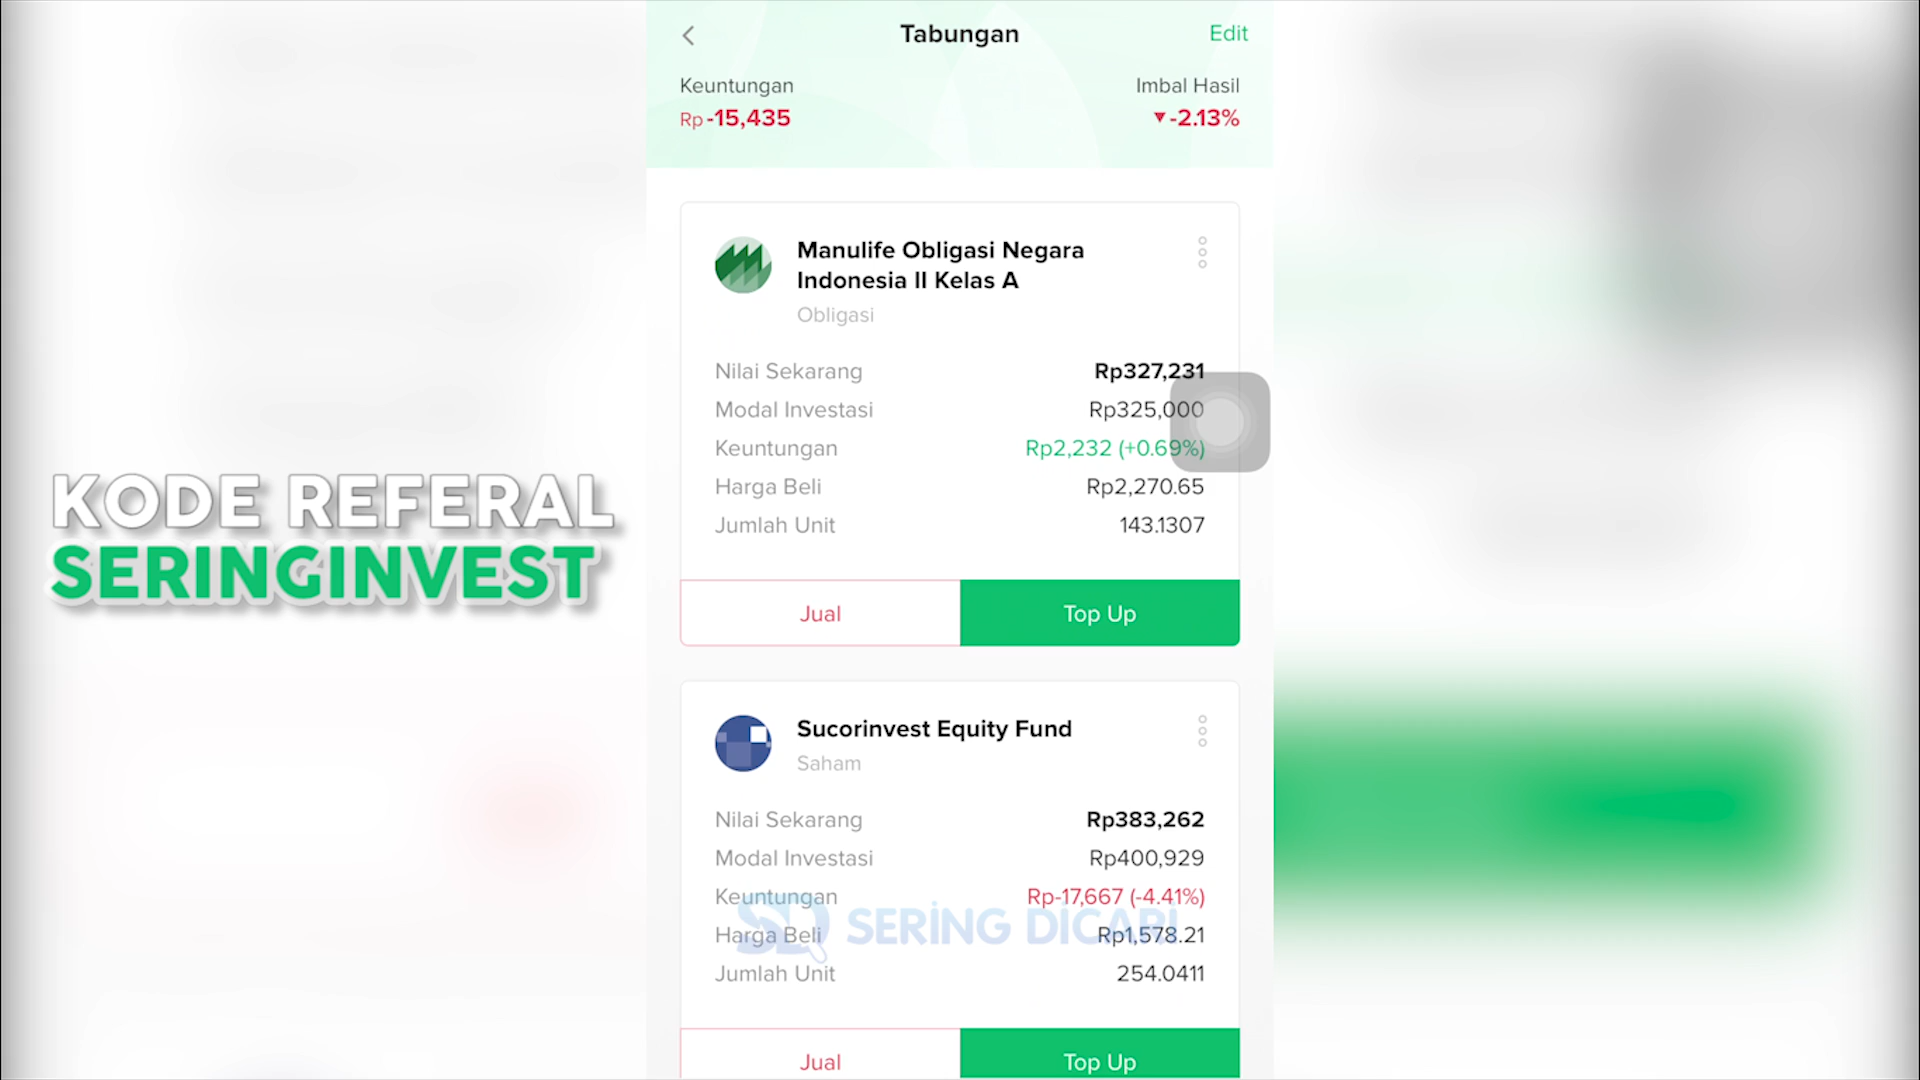 Tabungan
Edit
Keuntungan
Imbal Hasil
Rp -15,435
▼-2.13%
Manulife Obligasi Negara
Indonesia II Kelas A
Obligasi
Nilai Sekarang Rp327,231
Modal Investasi Rp325,000
Keuntungan Rp2,232 (+0.69%)
Harga Beli Rp2,270.65
Jumlah Unit 143.1307
Jual Top Up
KODE REFERAL
SERINGINVEST
Sucorinvest Equity Fund
Saham
Nilai Sekarang Rp383,262
Modal Investasi Rp400,929
Keuntungan Rp-17,667 (-4.41%)
SD SERING DICARI
Harga Beli Rp1,578.21
Jumlah Unit 254.0411
Jual Top Up